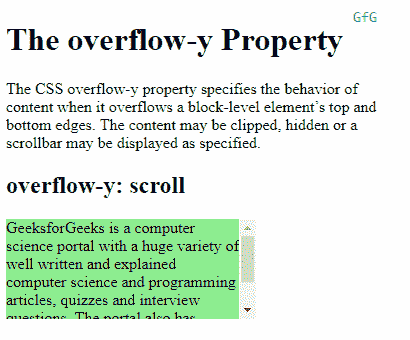 GfG
The overflow-y Property
The CSS overflow-y property specifies the behavior of
content when it overflows a block-level element’s top and
bottom edges. The content may be clipped, hidden or a
scrollbar may be displayed as specified.
overflow-y: scroll
GeeksforGeeks is a computer
science portal with a huge variety of
well written and explained
computer science and programming
articles, quizzes and interview
questions. The portal also has